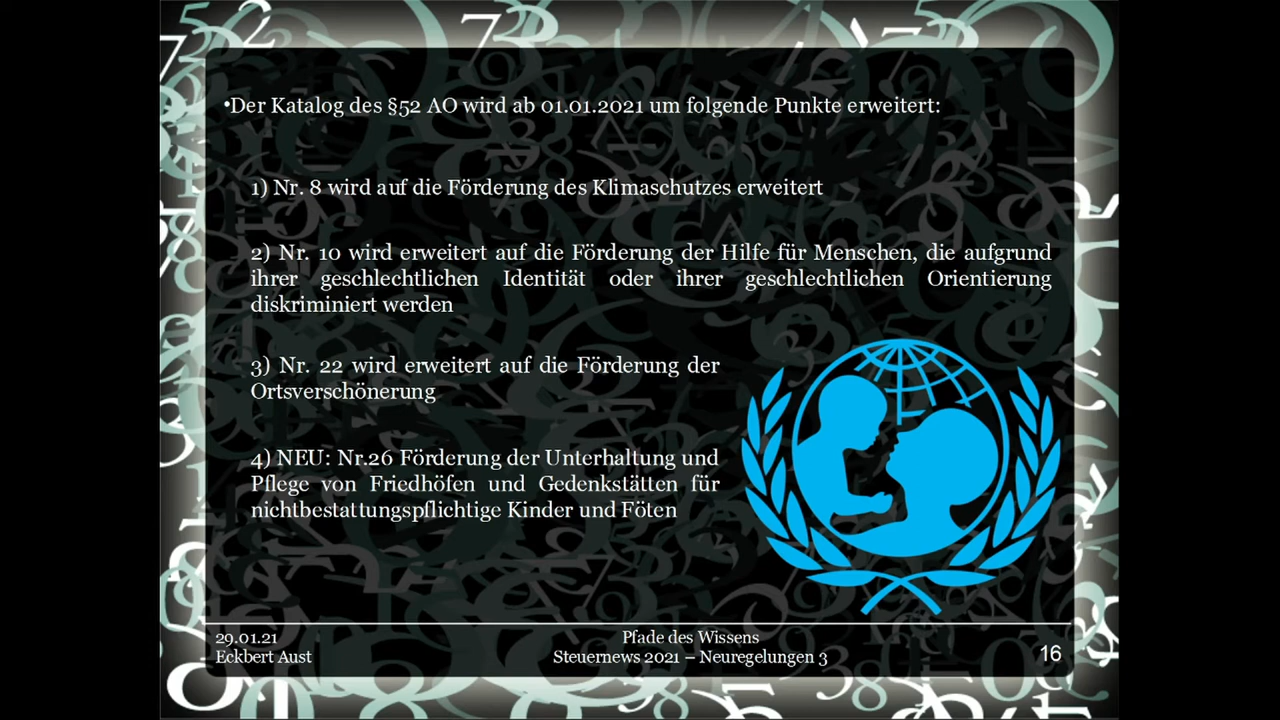 •Der Katalog des §52 AO wird ab 01.01.2021 um folgende Punkte erweitert:
1) Nr. 8 wird auf die Förderung des Klimaschutzes erweitert
2) Nr. 10 wird erweitert auf die Förderung der Hilfe für Menschen, die aufgrund
ihrer geschlechtlichen Identität oder ihrer geschlechtlichen Orientierung
diskriminiert werden
3) Nr. 22 wird erweitert auf die Förderung der
Ortsverschönerung
4) NEU: Nr.26 Förderung der Unterhaltung und
Pflege von Friedhöfen und Gedenkstätten für
nichtbestattungspflichtige Kinder und Föten
29.01.21
Eckbert Aust
Pfade des Wissens
Steuernews 2021 – Neuregelungen 3
16